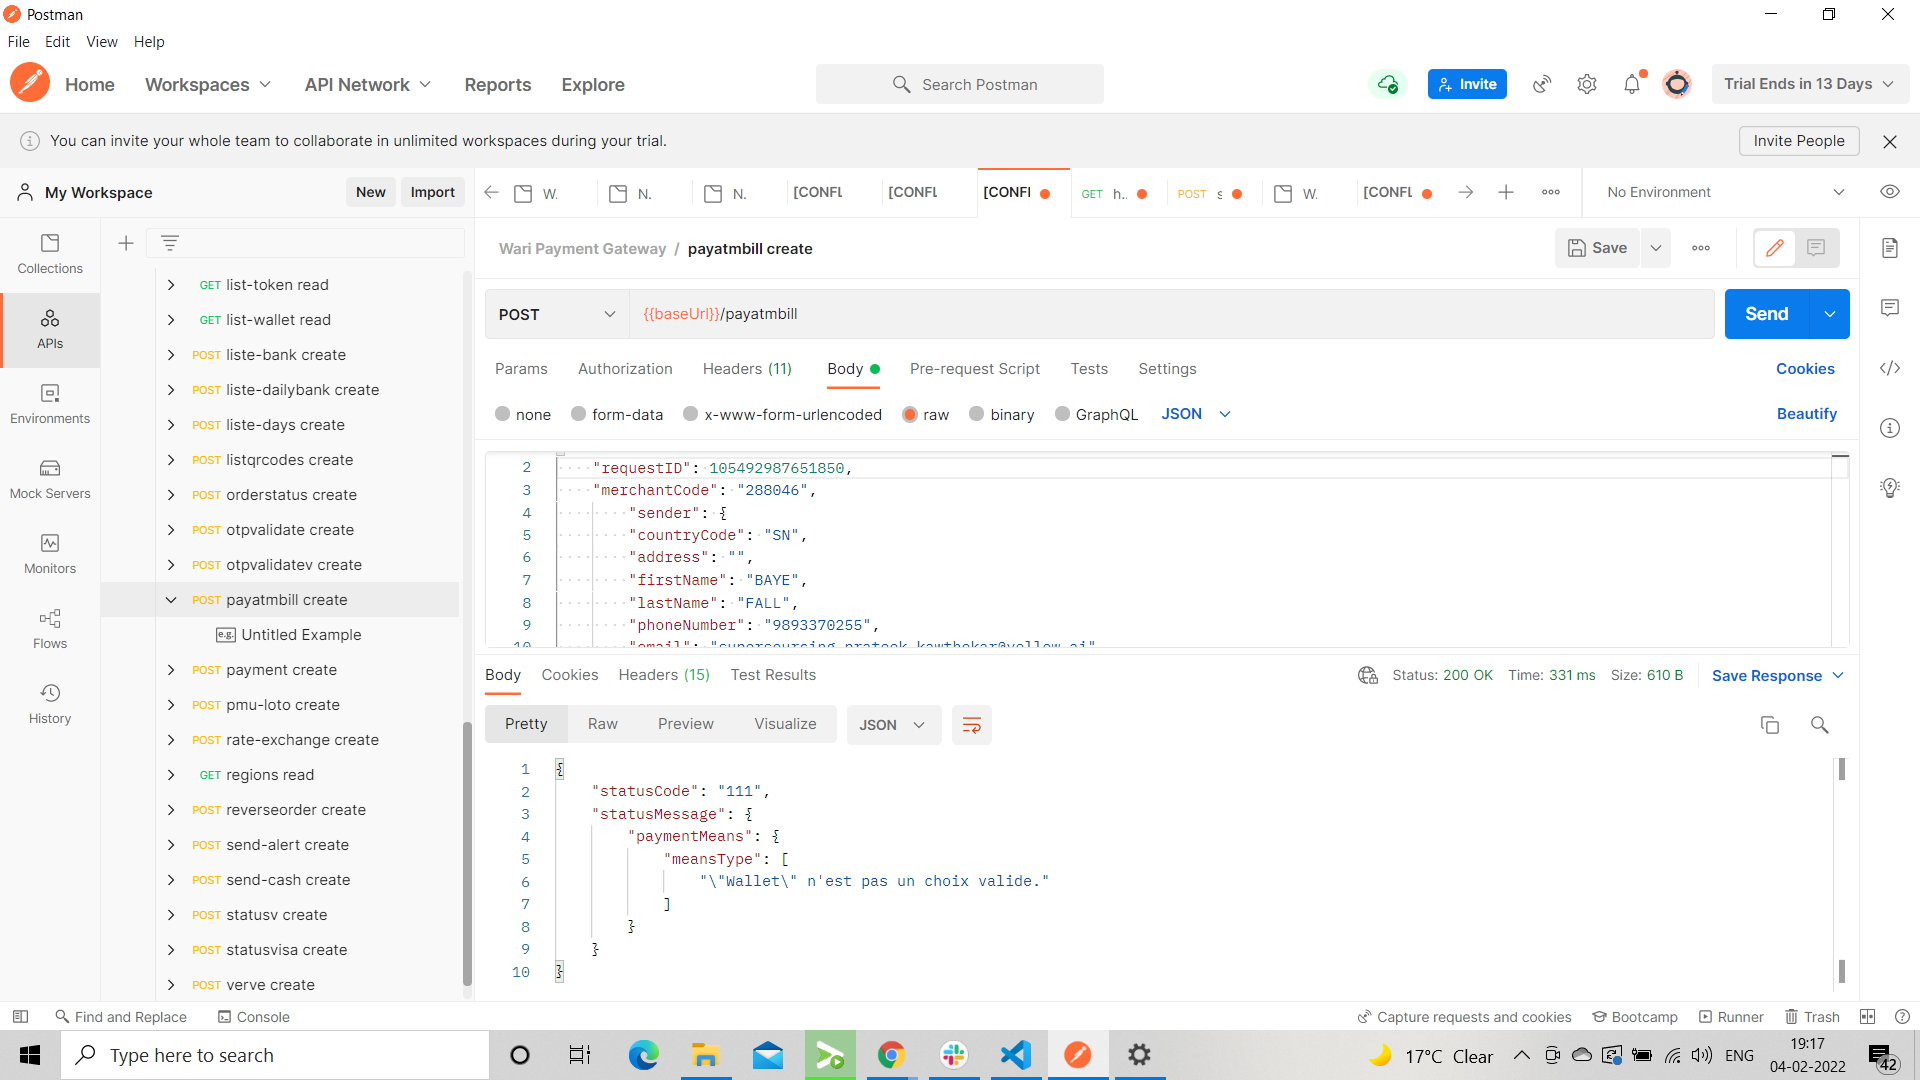 Postman
File Edit View Help
Home Workspaces API Network Reports Explore Search Postman Invite Trial Ends in 13 Days
You can invite your whole team to collaborate in unlimited workspaces during your trial. Invite People
My Workspace New Import W. N. N. [CONFL [CONFL [CONFI GET h.. POST s W. [CONFL No Environment
Collections
APIs
Environments
Mock Servers
Monitors
Flows
History
GET list-token read
GET list-wallet read
POST liste-bank create
POST liste-dailybank create
POST liste-days create
POST listqrcodes create
POST orderstatus create
POST otpvalidate create
POST otpvalidatev create
POST payatmbill create
e.g. Untitled Example
POST payment create
POST pmu-loto create
POST rate-exchange create
GET regions read
POST reverseorder create
POST send-alert create
POST send-cash create
POST statusv create
POST statusvisa create
POST verve create
Wari Payment Gateway / payatmbill create Save
POST {{baseUrl}}/payatmbill Send
Params Authorization Headers (11) Body Pre-request Script Tests Settings Cookies
none form-data x-www-form-urlencoded raw binary GraphQL JSON Beautify
2 "requestID": 105492987651850,
3 "merchantCode": "288046",
4 "sender": {
5 "countryCode": "SN",
6 "address": "",
7 "firstName": "BAYE",
8 "lastName": "FALL",
9 "phoneNumber": "9893370255",
10 "email": "supersourcing.prateek.kawthekar@yellow.ai"
Body Cookies Headers (15) Test Results Status: 200 OK Time: 331 ms Size: 610 B Save Response
Pretty Raw Preview Visualize JSON
1 {
2 "statusCode": "111",
3 "statusMessage": {
4 "paymentMeans": {
5 "meansType": [
6 "\"Wallet\" n'est pas un choix valide."
7 ]
8 }
9 }
10 }
Find and Replace Console Capture requests and cookies Bootcamp Runner Trash
Type here to search 17°C Clear ENG 19:17
04-02-2022 42